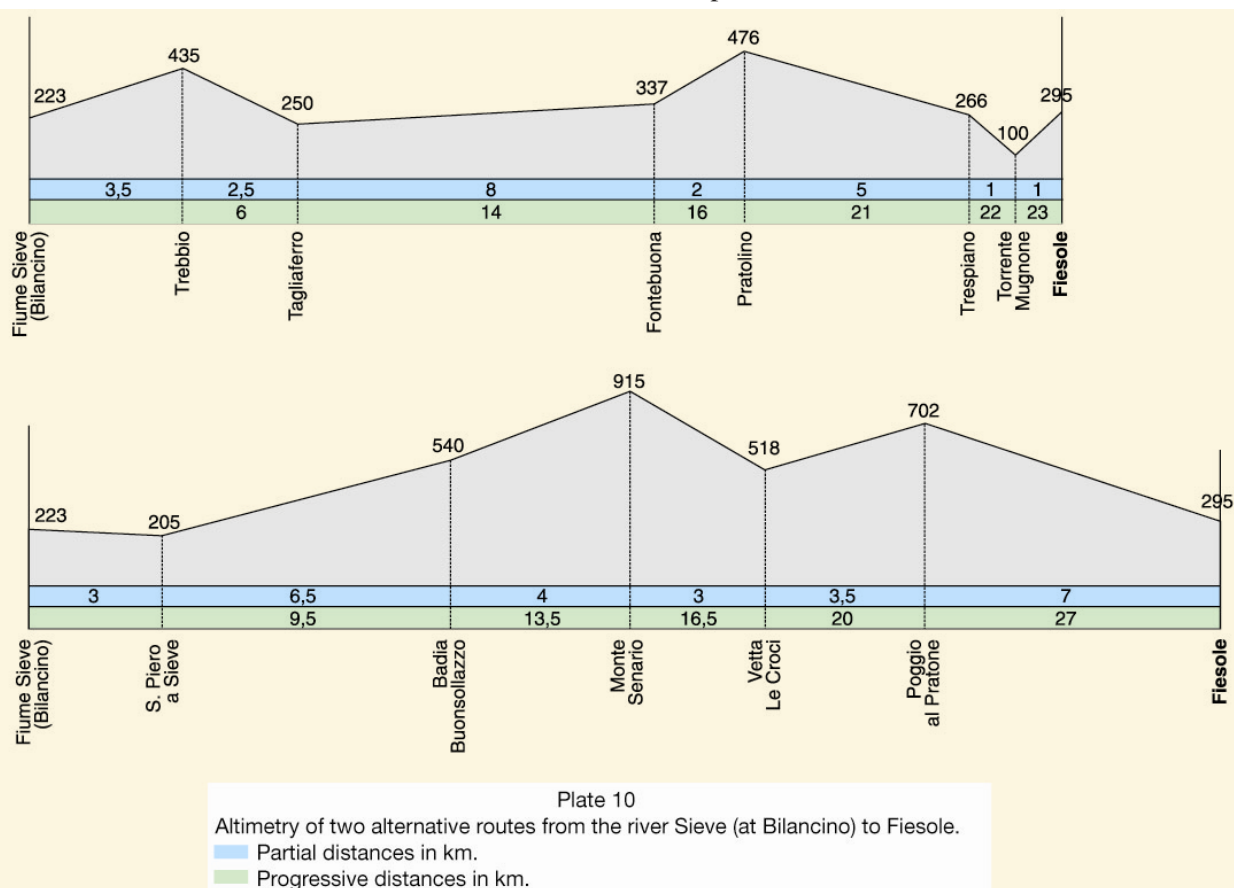 476
435
337
223
250
266
295
100
3,5 2,5 8 2 5 1 1
6 14 16 21 22 23
Fiume Sieve
(Bilancino)
Trebbio
Tagliaferro
Fontebuona
Pratolino
Trespiano
Torrente
Mugnone
Fiesole
915
702
540
518
223
205
295
3 6,5 4 3 3,5 7
9,5 13,5 16,5 20 27
Fiume Sieve
(Bilancino)
S. Piero
a Sieve
Badia
Buonsollazzo
Monte
Senario
Vetta
Le Croci
Poggio
al Pratone
Fiesole
Plate 10
Altimetry of two alternative routes from the river Sieve (at Bilancino) to Fiesole.
Partial distances in km.
Progressive distances in km.